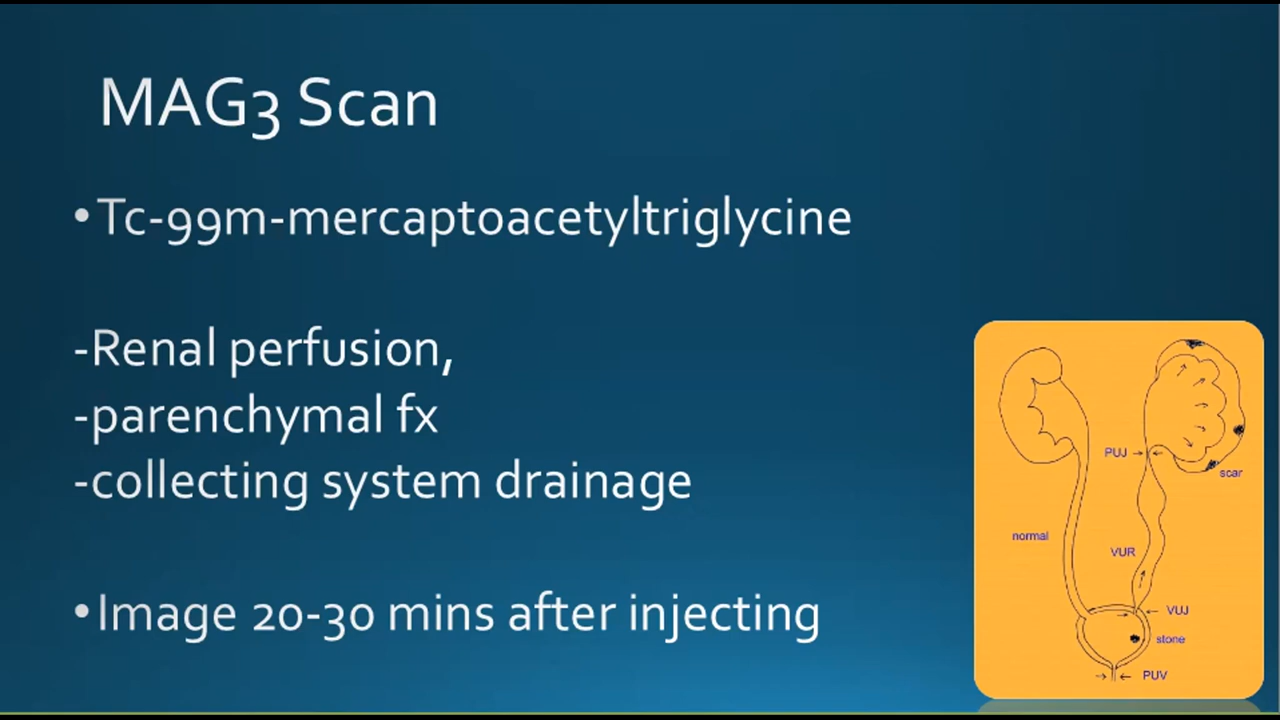 MAG3 Scan
•Tc-99m-mercaptoacetyltriglycine
-Renal perfusion,
-parenchymal fx
-collecting system drainage
•Image 20-30 mins after injecting
PUJ
scar
normal
VUR
VUJ
stone
PUV